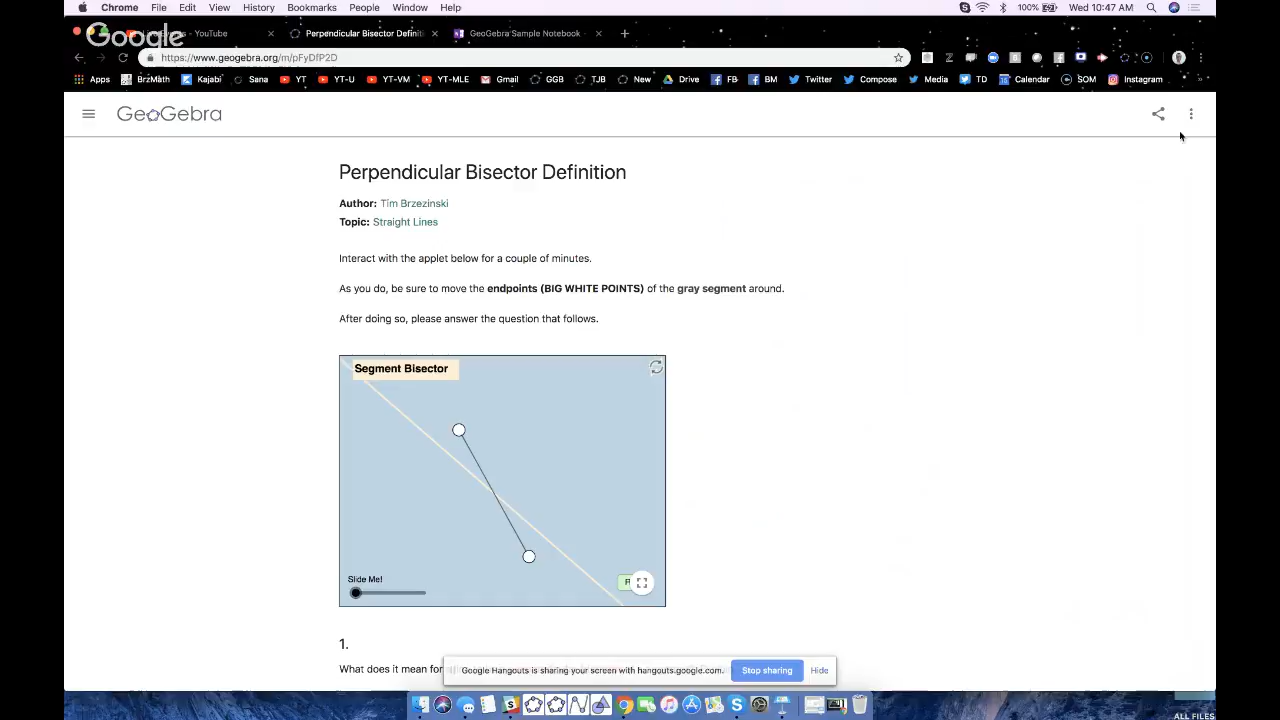 Chrome File Edit View History Bookmarks People Window Help 100% Wed 10:47 AM
Google
YouTube Perpendicular Bisector Definiti GeoGebra Sample Notebook
https://www.geogebra.org/m/pFyDfP2D
Apps BrzMath Kajabi Sana YT YT-U YT-VM YT-MLE Gmail GGB TJB New Drive FB BM Twitter Compose Media TD Calendar SOM Instagram »
GeoGebra
Perpendicular Bisector Definition
Author: Tim Brzezinski
Topic: Straight Lines
Interact with the applet below for a couple of minutes.
As you do, be sure to move the endpoints (BIG WHITE POINTS) of the gray segment around.
After doing so, please answer the question that follows.
Segment Bisector
Slide Me!
1.
What does it mean for
Google Hangouts is sharing your screen with hangouts.google.com. Stop sharing Hide
ALL FILES